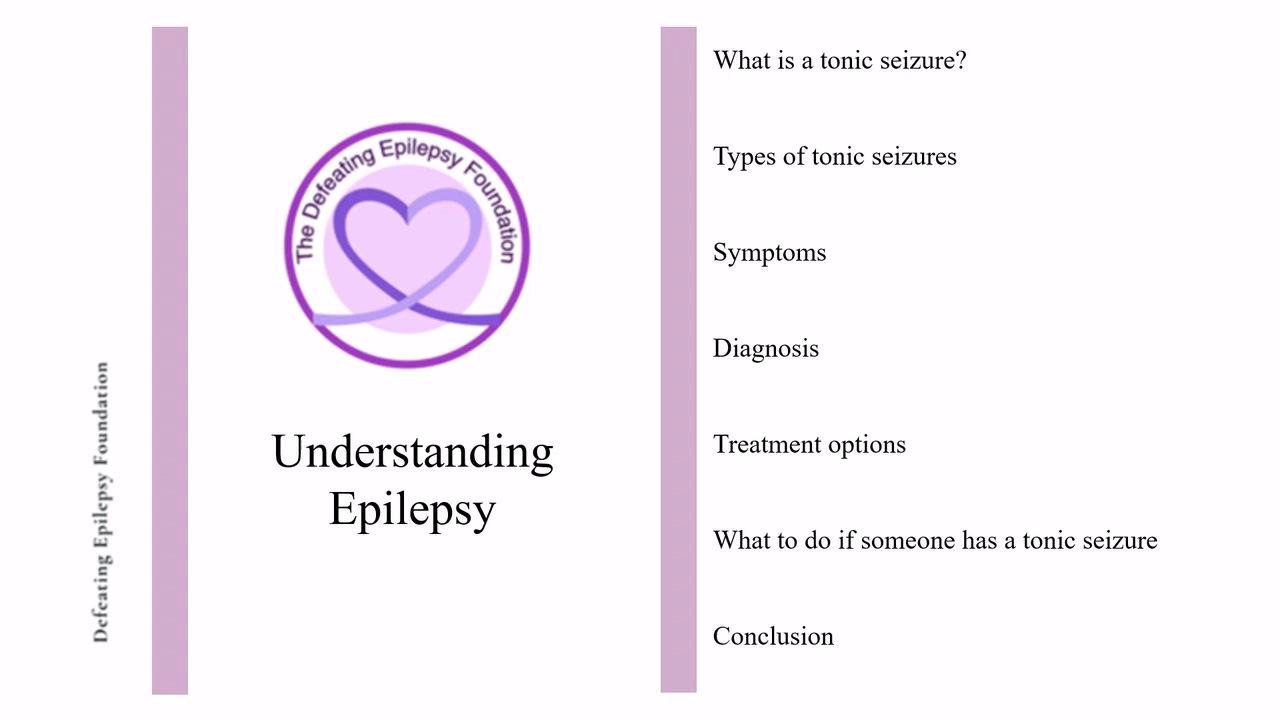 Defeating Epilepsy Foundation
The Defeating Epilepsy Foundation
Understanding
Epilepsy
What is a tonic seizure?
Types of tonic seizures
Symptoms
Diagnosis
Treatment options
What to do if someone has a tonic seizure
Conclusion